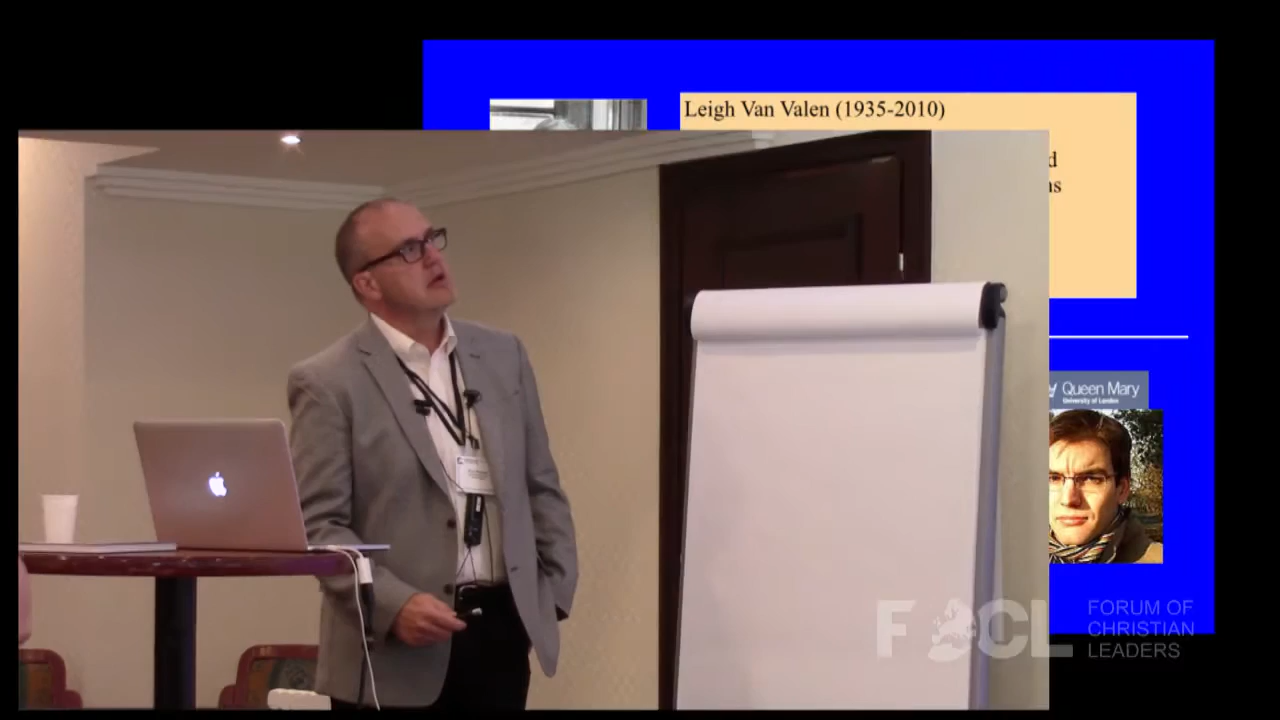 Leigh Van Valen (1935-2010)
d
ns
Queen Mary
University of London
FOCL
FORUM OF
CHRISTIAN
LEADERS